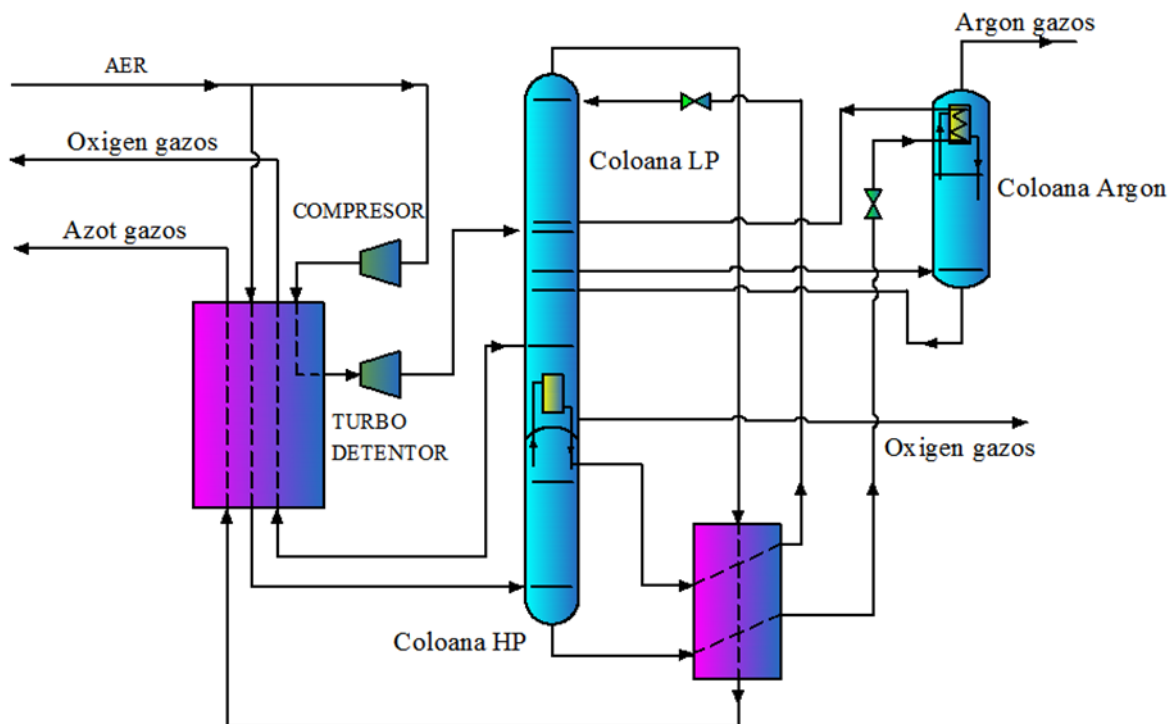 Argon gazos
AER
Oxigen gazos
Coloana LP
Coloana Argon
COMPRESOR
Azot gazos
TURBO
DETENTOR
Oxigen gazos
Coloana HP